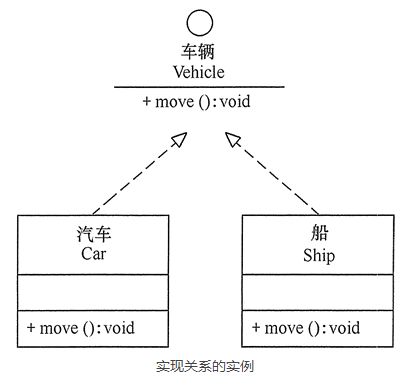 车辆
Vehicle
+ move (): void
汽车
Car
+ move (): void
船
Ship
+ move (): void
实现关系的实例